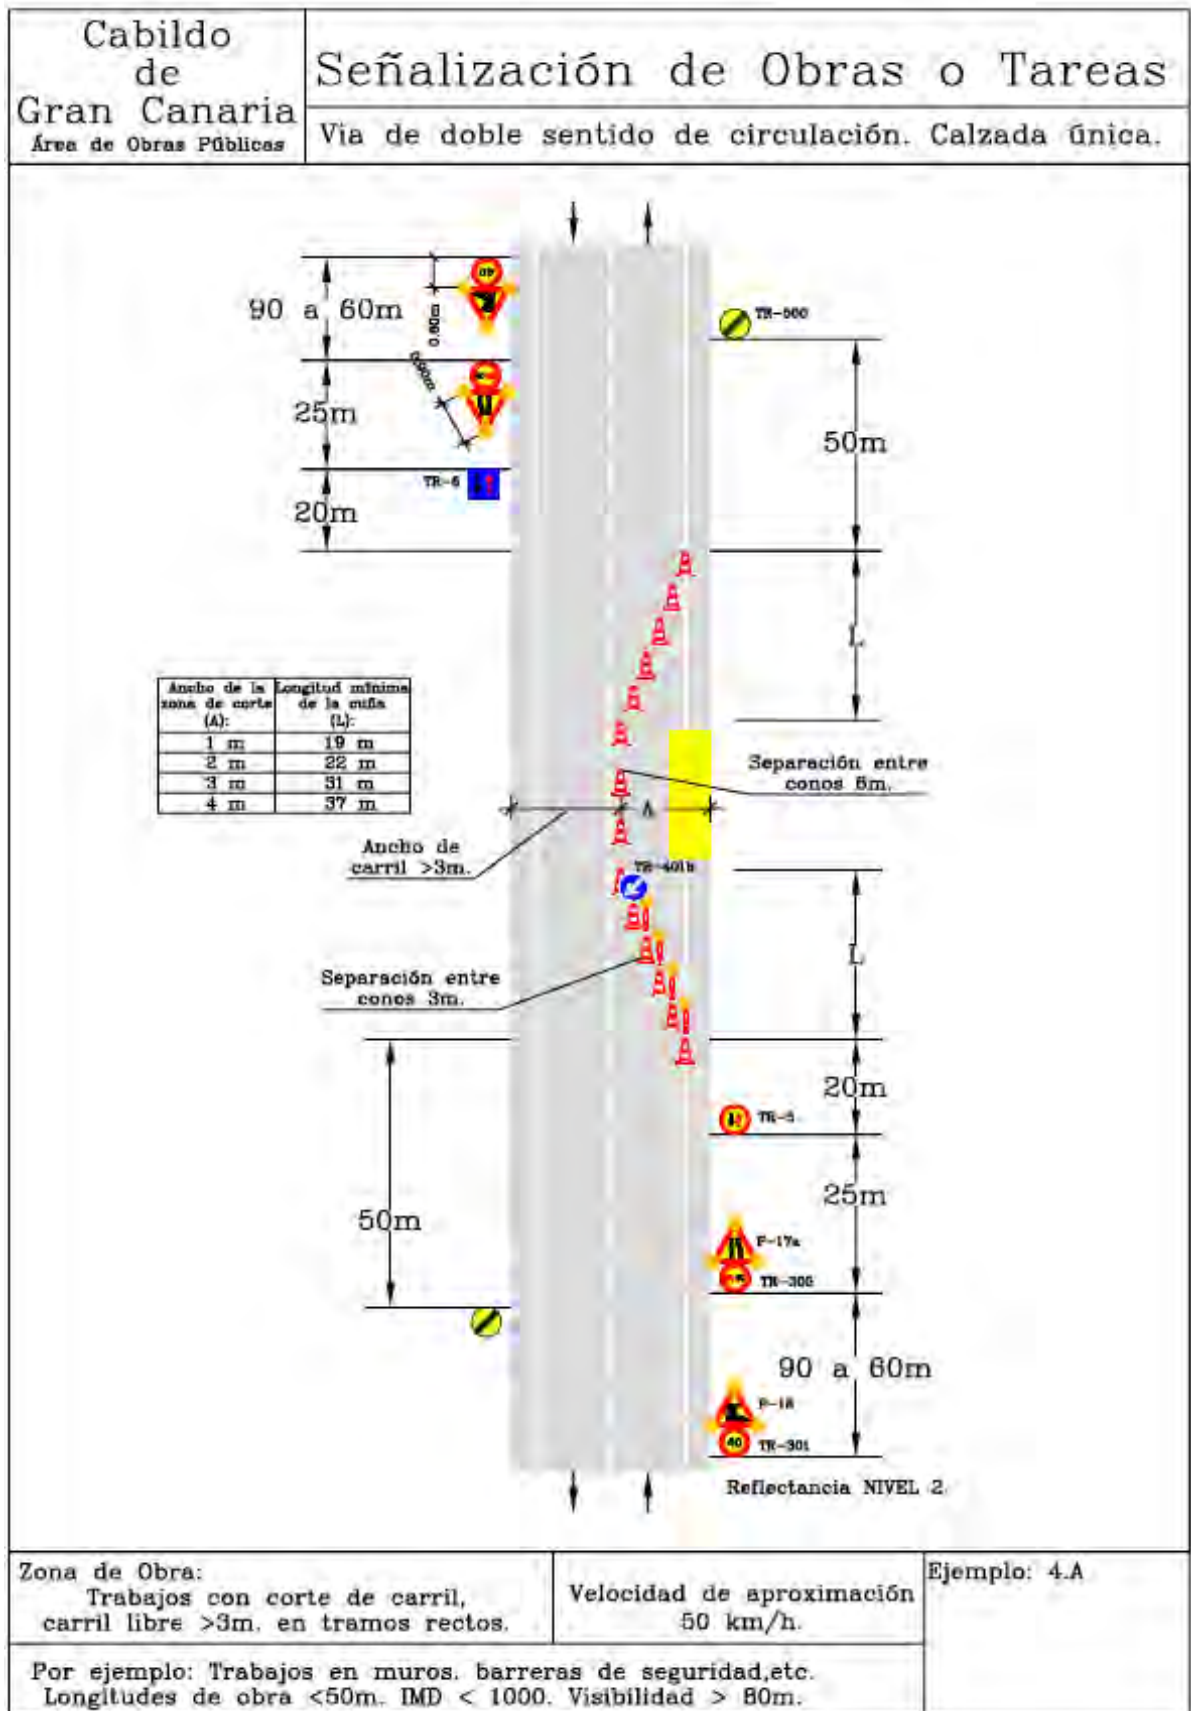 Cabildo
de
Gran Canaria
Área de Obras Públicas
Señalización de Obras o Tareas
Via de doble sentido de circulación. Calzada única.
90 a 60m
0.60m
0.90m
25m
TR-6
20m
TR-500
50m
L
Ancho de la zona de corte (A):
Longitud mínima de la cuña (L):
1 m 19 m
2 m 22 m
3 m 31 m
4 m 37 m
Separación entre
conos 6m.
A
Ancho de
carril >3m.
TR-401b
L
Separación entre
conos 3m.
20m
TR-5
25m
50m
P-17a
TR-305
90 a 60m
P-18
40
TR-301
Reflectancia NIVEL 2
Zona de Obra:
Trabajos con corte de carril,
carril libre >3m. en tramos rectos.
Velocidad de aproximación
50 km/h.
Ejemplo: 4.A
Por ejemplo: Trabajos en muros. barreras de seguridad,etc.
Longitudes de obra <50m. IMD < 1000. Visibilidad > 80m.